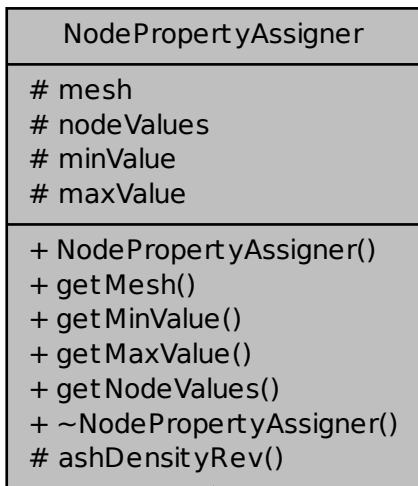 NodePropertyAssigner
# mesh
# nodeValues
# minValue
# maxValue
+ NodePropertyAssigner()
+ getMesh()
+ getMinValue()
+ getMaxValue()
+ getNodeValues()
+ ~NodePropertyAssigner()
# ashDensityRev()